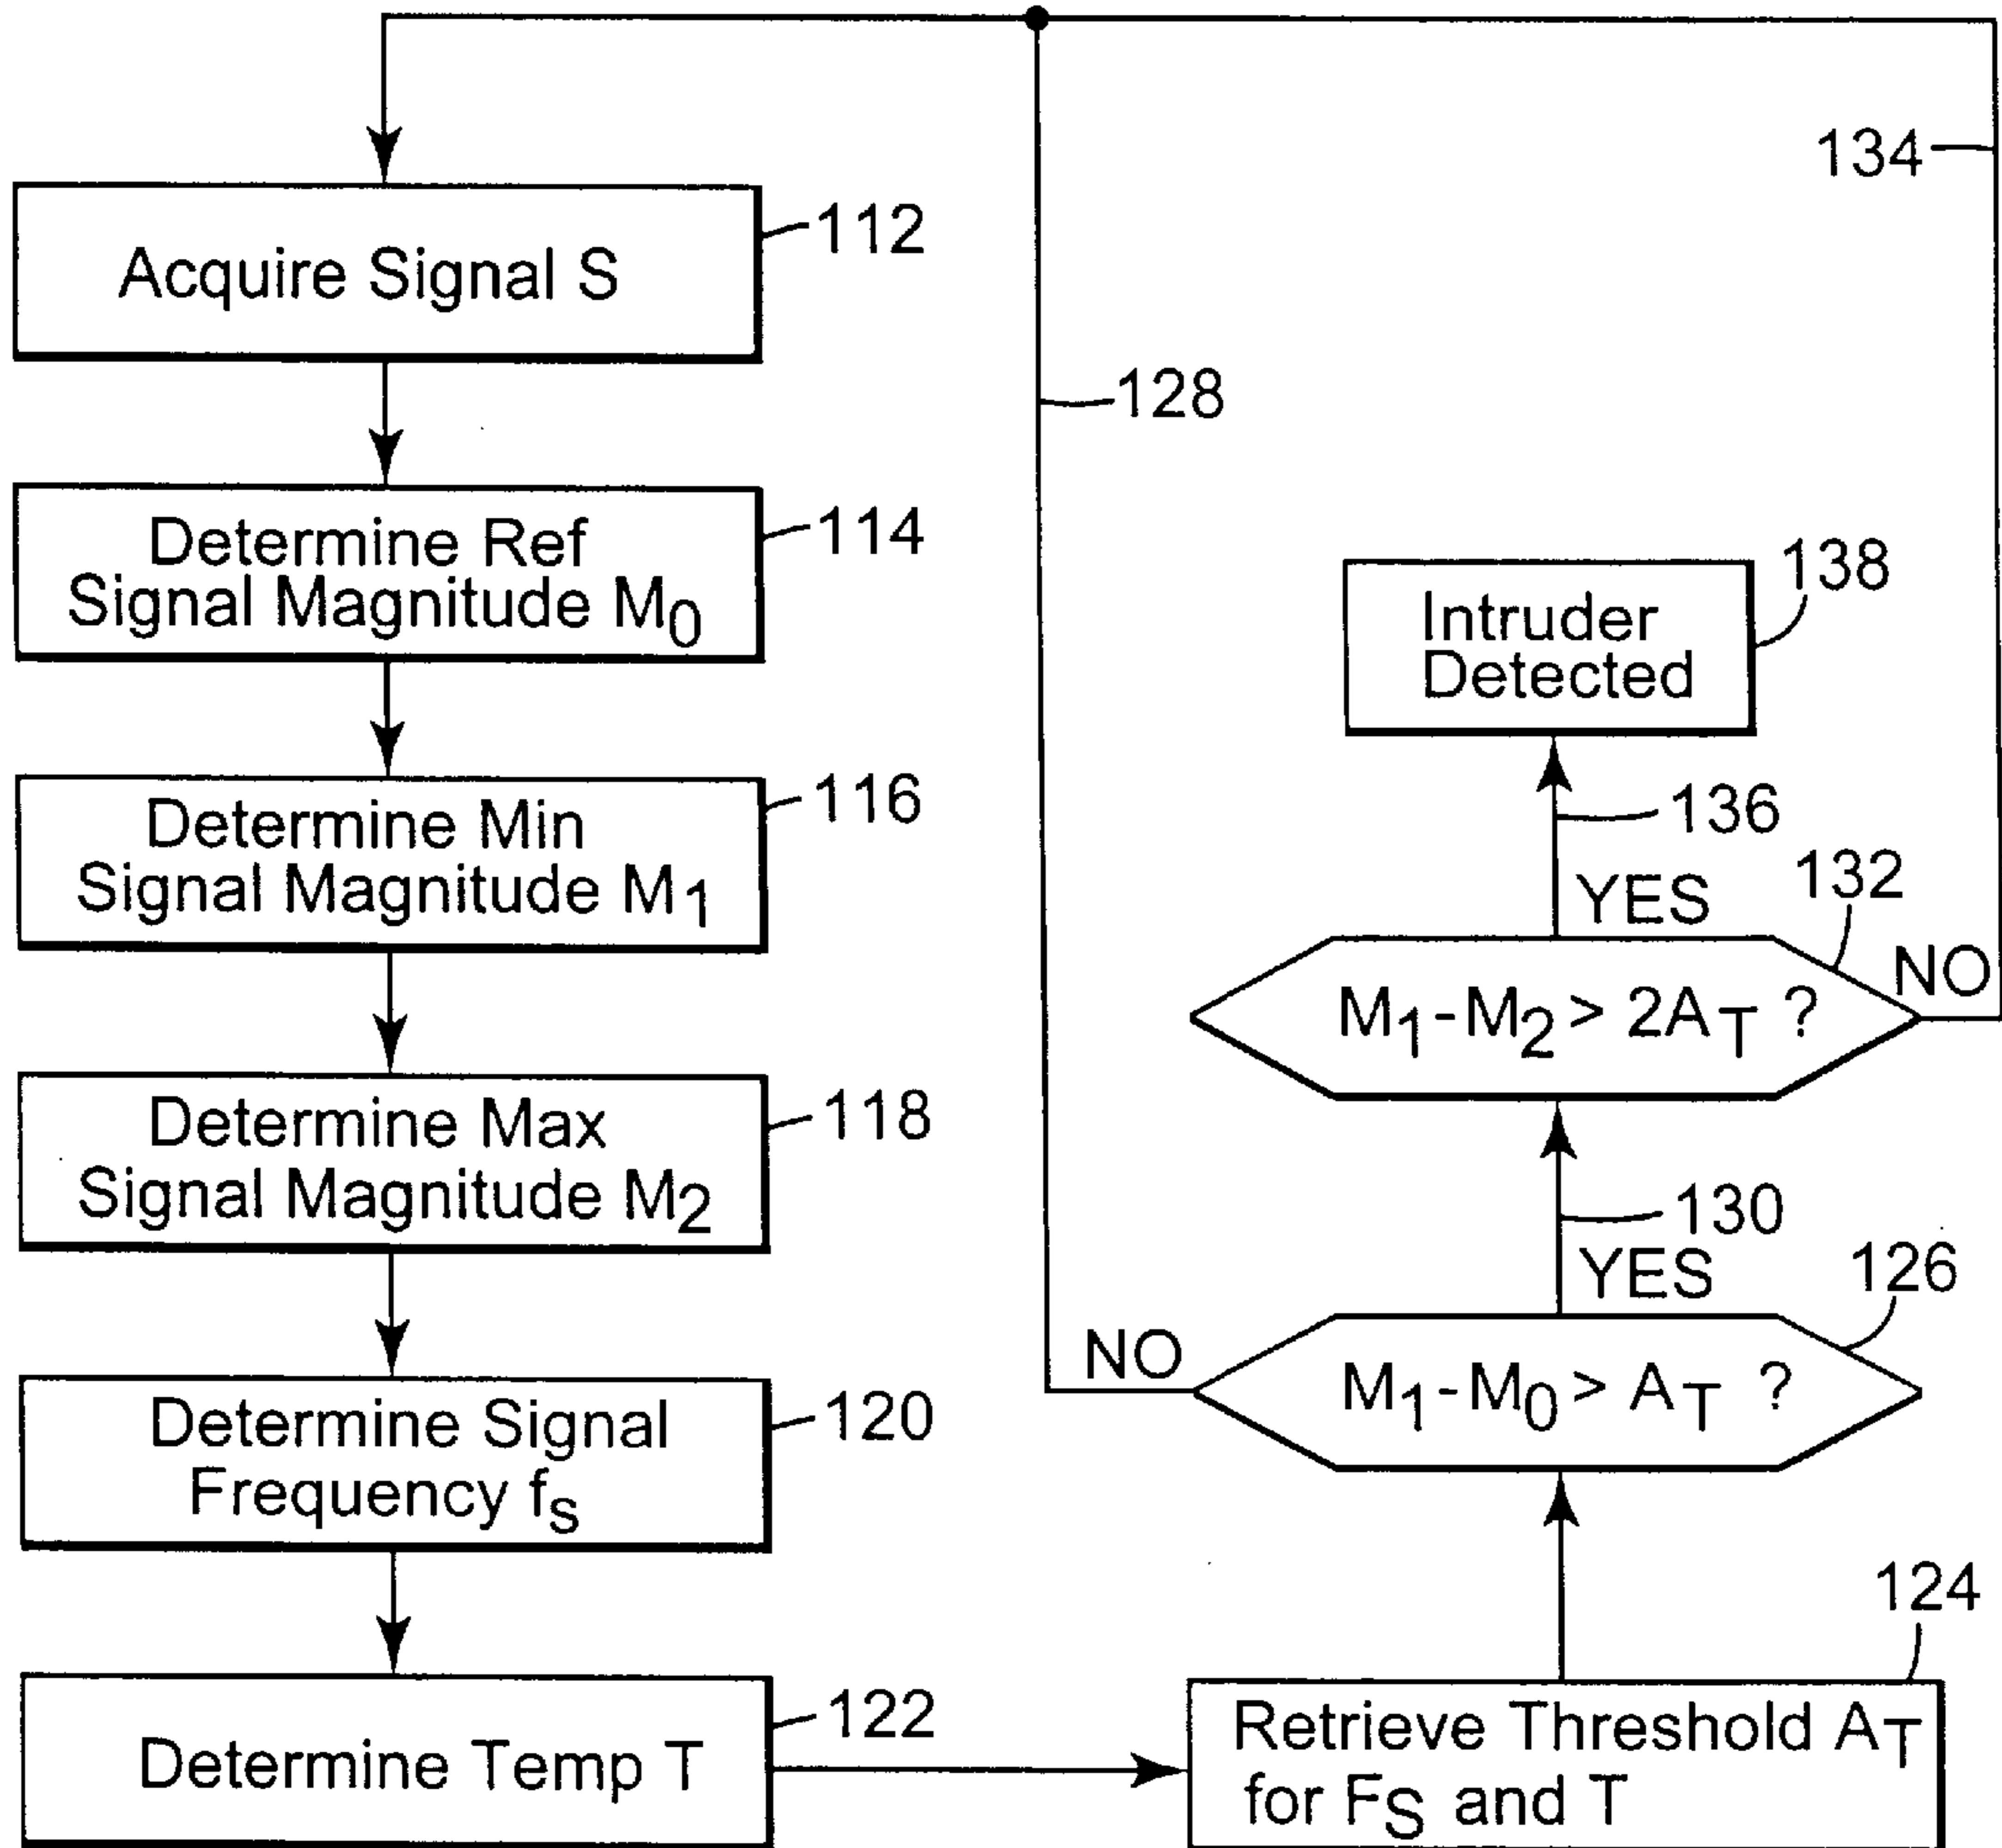 Acquire Signal S
112
Determine Ref
Signal Magnitude M0
114
Determine Min
Signal Magnitude M1
116
Determine Max
Signal Magnitude M2
118
Determine Signal
Frequency fs
120
Determine Temp T
122
Retrieve Threshold AT
for FS and T
124
M1-M0 > AT ?
126
NO
128
YES
130
M1-M2 > 2AT ?
132
NO
134
YES
136
Intruder
Detected
138